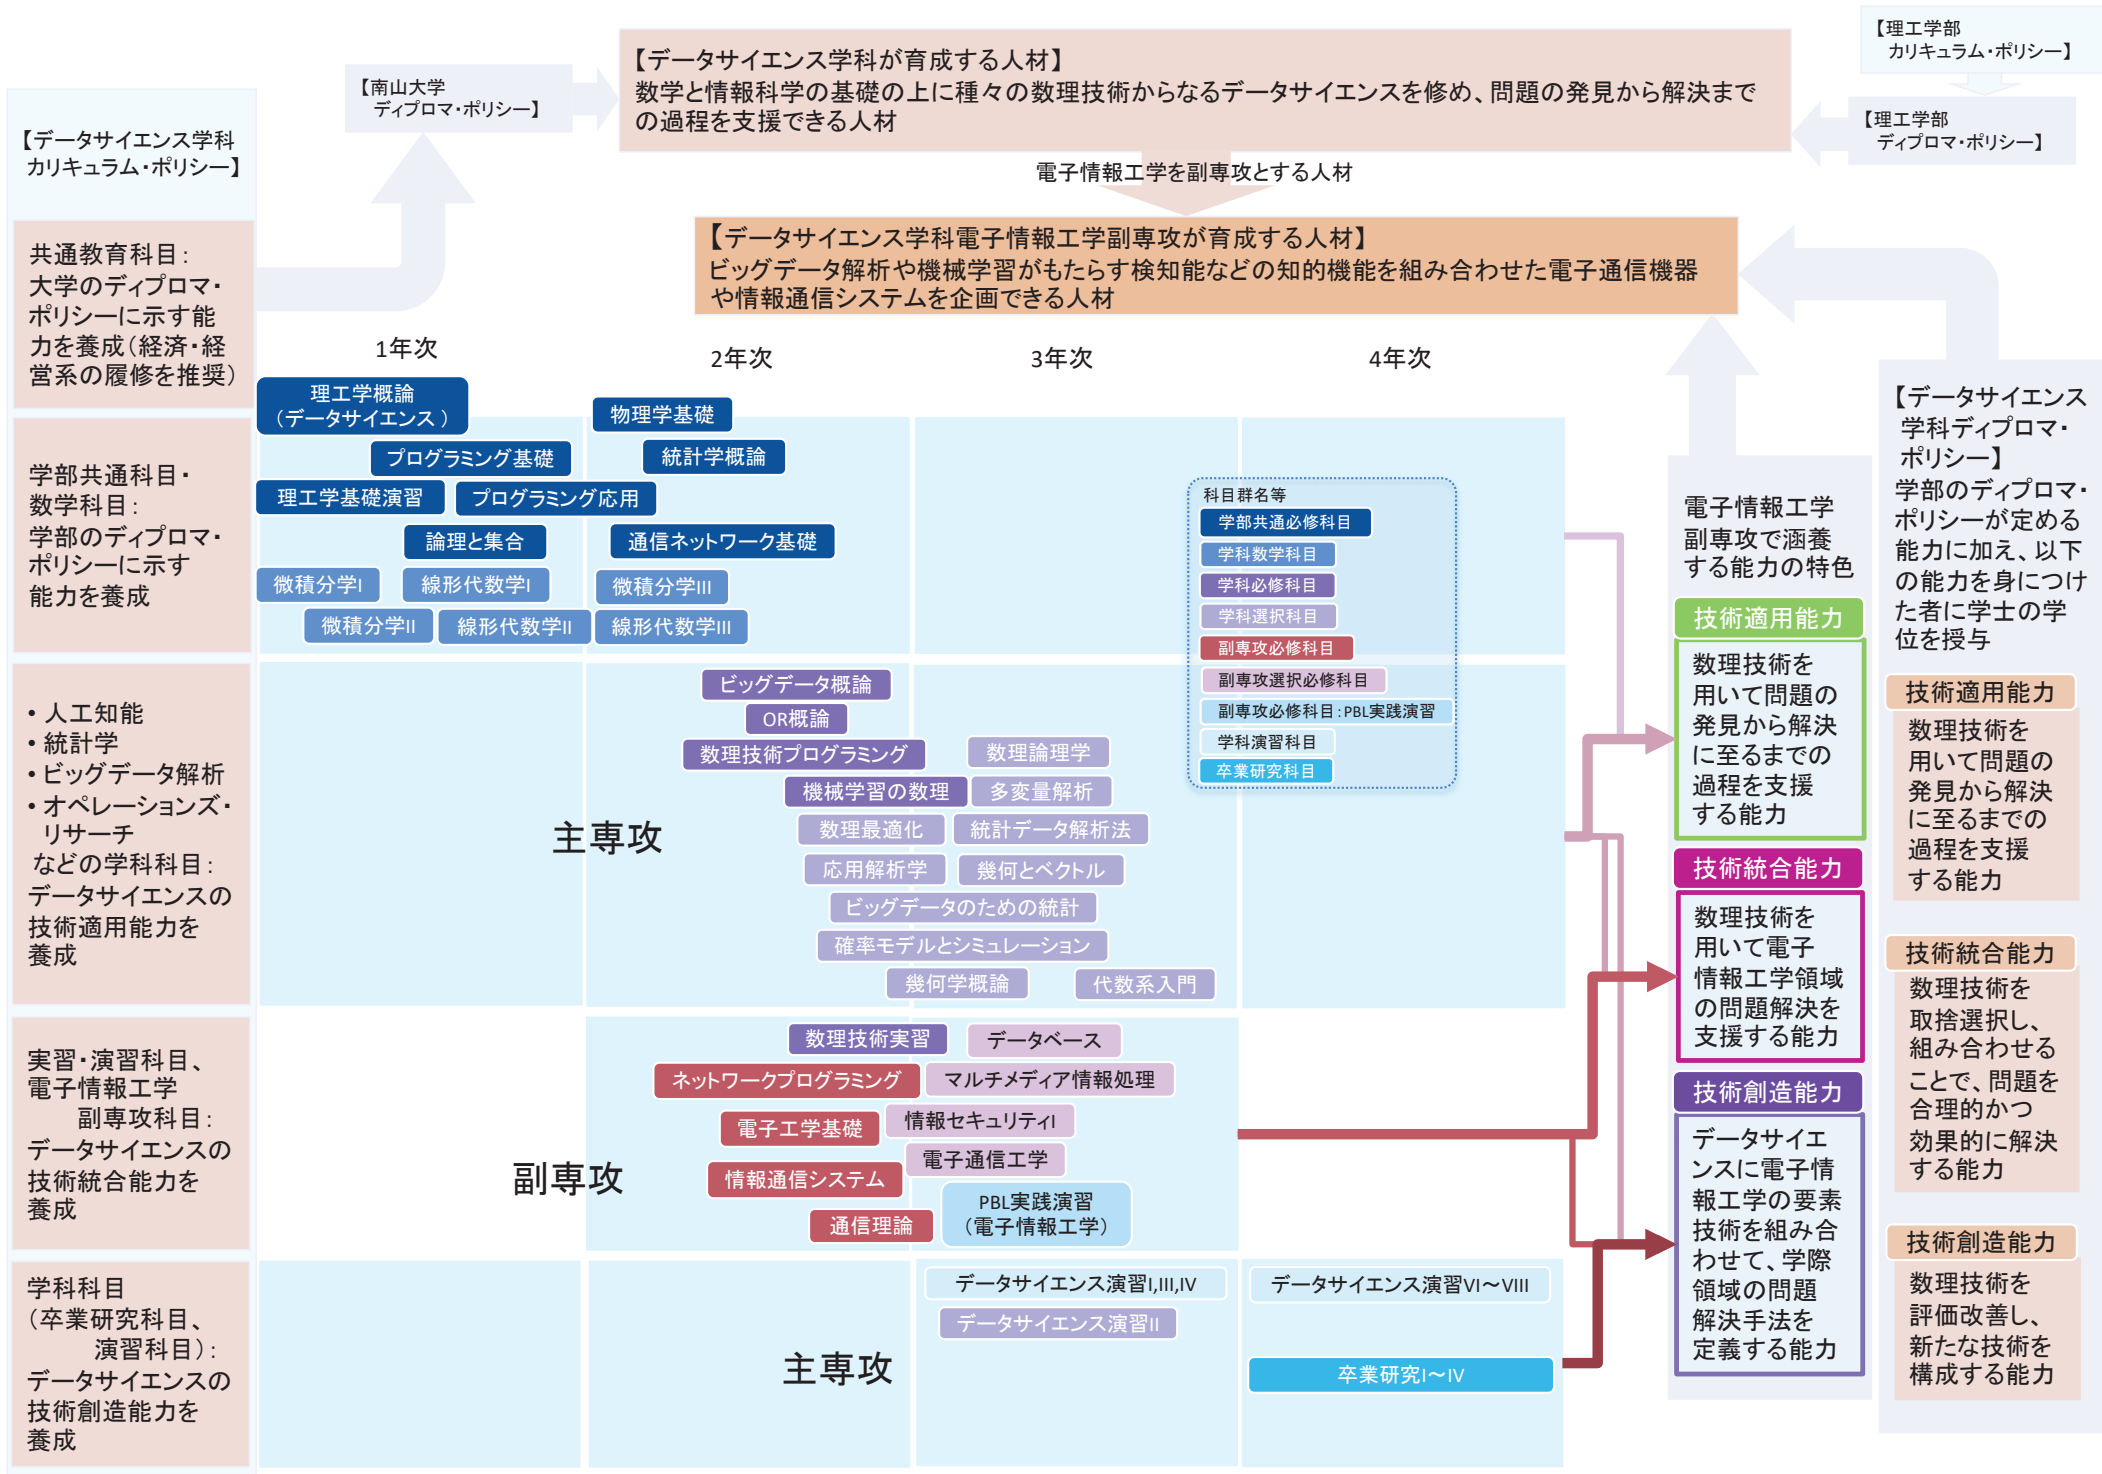 【理工学部
カリキュラム・ポリシー】
【理工学部
ディプロマ・ポリシー】
【南山大学
ディプロマ・ポリシー】
【データサイエンス学科が育成する人材】
数学と情報科学の基礎の上に種々の数理技術からなるデータサイエンスを修め、問題の発見から解決まで
の過程を支援できる人材
電子情報工学を副専攻とする人材
【データサイエンス学科電子情報工学副専攻が育成する人材】
ビッグデータ解析や機械学習がもたらす検知能などの知的機能を組み合わせた電子通信機器
や情報通信システムを企画できる人材
【データサイエンス学科
カリキュラム・ポリシー】
共通教育科目：
大学のディプロマ・
ポリシーに示す能
力を養成（経済・経
営系の履修を推奨）
学部共通科目・
数学科目：
学部のディプロマ・
ポリシーに示す
能力を養成
• 人工知能
• 統計学
• ビッグデータ解析
• オペレーションズ・
リサーチ
などの学科科目：
データサイエンスの
技術適用能力を
養成
実習・演習科目、
電子情報工学
副専攻科目：
データサイエンスの
技術統合能力を
養成
学科科目
（卒業研究科目、
演習科目）：
データサイエンスの
技術創造能力を
養成
1年次
2年次
3年次
4年次
理工学概論
（データサイエンス ）
物理学基礎
プログラミング基礎
統計学概論
理工学基礎演習
プログラミング応用
論理と集合
通信ネットワーク基礎
微積分学I
線形代数学I
微積分学III
微積分学II
線形代数学II
線形代数学III
科目群名等
学部共通必修科目
学科数学科目
学科必修科目
学科選択科目
副専攻必修科目
副専攻選択必修科目
副専攻必修科目：PBL実践演習
学科演習科目
卒業研究科目
主専攻
ビッグデータ概論
OR概論
数理技術プログラミング
数理論理学
機械学習の数理
多変量解析
数理最適化
統計データ解析法
応用解析学
幾何とベクトル
ビッグデータのための統計
確率モデルとシミュレーション
幾何学概論
代数系入門
副専攻
数理技術実習
データベース
ネットワークプログラミング
マルチメディア情報処理
電子工学基礎
情報セキュリティI
電子通信工学
情報通信システム
通信理論
PBL実践演習
（電子情報工学）
主専攻
データサイエンス演習I,III,IV
データサイエンス演習VI～VIII
データサイエンス演習II
卒業研究I～IV
電子情報工学
副専攻で涵養
する能力の特色
技術適用能力
数理技術を
用いて問題の
発見から解決
に至るまでの
過程を支援
する能力
技術統合能力
数理技術を
用いて電子
情報工学領域
の問題解決を
支援する能力
技術創造能力
データサイエ
ンスに電子情
報工学の要素
技術を組み合
わせて、学際
領域の問題
解決手法を
定義する能力
【データサイエンス
学科ディプロマ・
ポリシー】
学部のディプロマ・
ポリシーが定める
能力に加え、以下
の能力を身につけ
た者に学士の学
位を授与
技術適用能力
数理技術を
用いて問題の
発見から解決
に至るまでの
過程を支援
する能力
技術統合能力
数理技術を
取捨選択し、
組み合わせる
ことで、問題を
合理的かつ
効果的に解決
する能力
技術創造能力
数理技術を
評価改善し、
新たな技術を
構成する能力